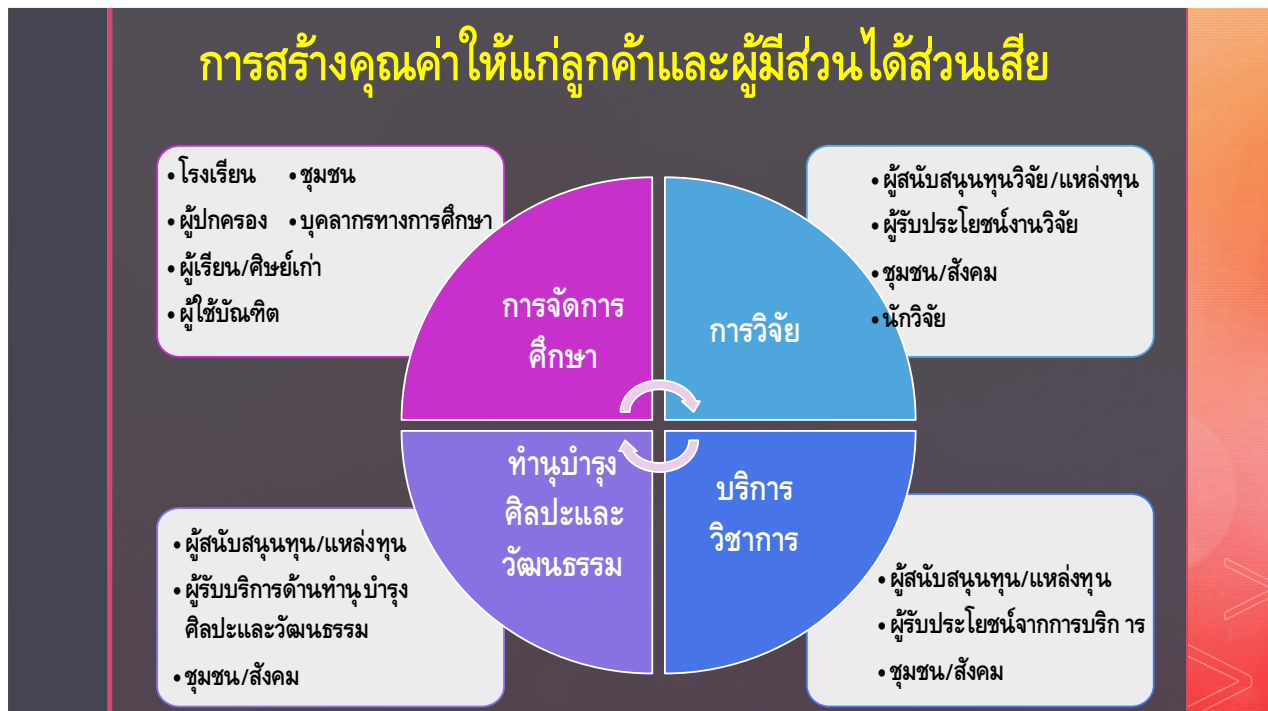 การสร้างคุณค่าให้แก่ลูกค้าและผู้มีส่วนได้ส่วนเสีย
•โรงเรียน •ชุมชน
•ผู้ปกครอง •บุคลากรทางการศึกษา
•ผู้เรียน/ศิษย์เก่า
•ผู้ใช้บัณฑิต
•ผู้สนับสนุนทุนวิจัย/แหล่งทุน
•ผู้รับประโยชน์งานวิจัย
•ชุมชน/สังคม
•นักวิจัย
การจัดการ
ศึกษา
การวิจัย
ทำนุบำรุง
ศิลปะและ
วัฒนธรรม
บริการ
วิชาการ
•ผู้สนับสนุนทุน/แหล่งทุน
•ผู้รับบริการด้านทำนุบำรุง
ศิลปะและวัฒนธรรม
•ชุมชน/สังคม
•ผู้สนับสนุนทุน/แหล่งทุน
•ผู้รับประโยชน์จากการบริการ
•ชุมชน/สังคม